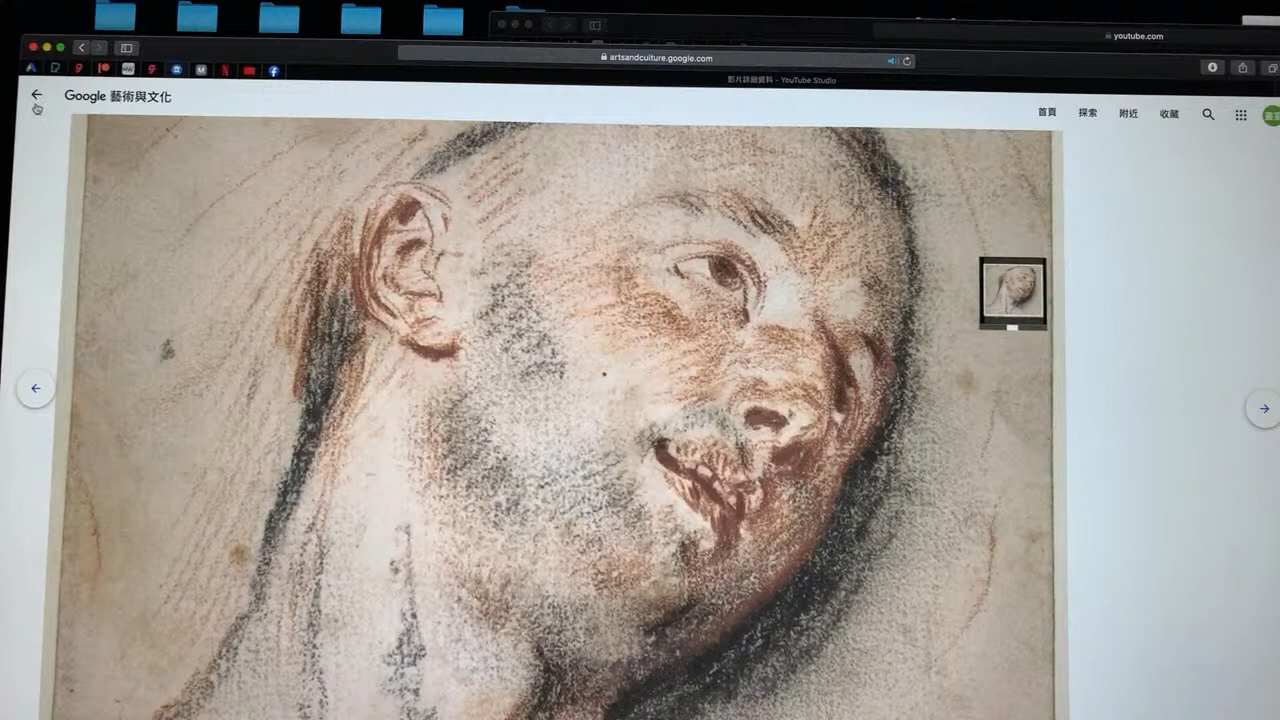 youtube.com
artsandculture.google.com
影片詳細資料 - YouTube Studio
Google 藝術與文化
首頁
探索
附近
收藏